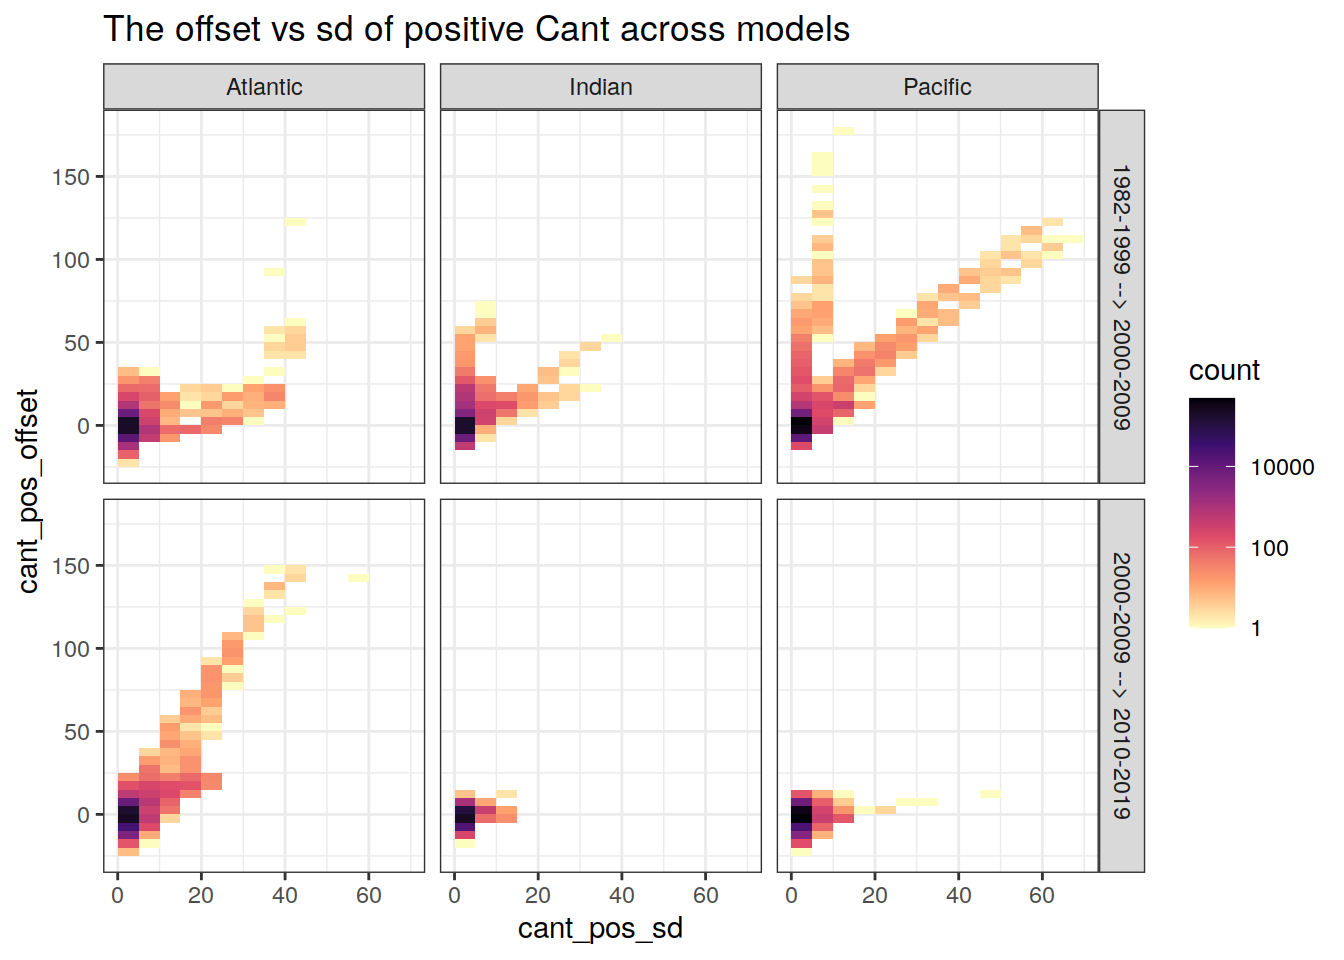 The offset vs sd of positive Cant across models
Atlantic
Indian
Pacific
150
100
50
0
1982-1999 --> 2000-2009
150
100
50
0
2000-2009 --> 2010-2019
0 20 40 60
0 20 40 60
0 20 40 60
cant_pos_sd
cant_pos_offset
count
10000
100
1